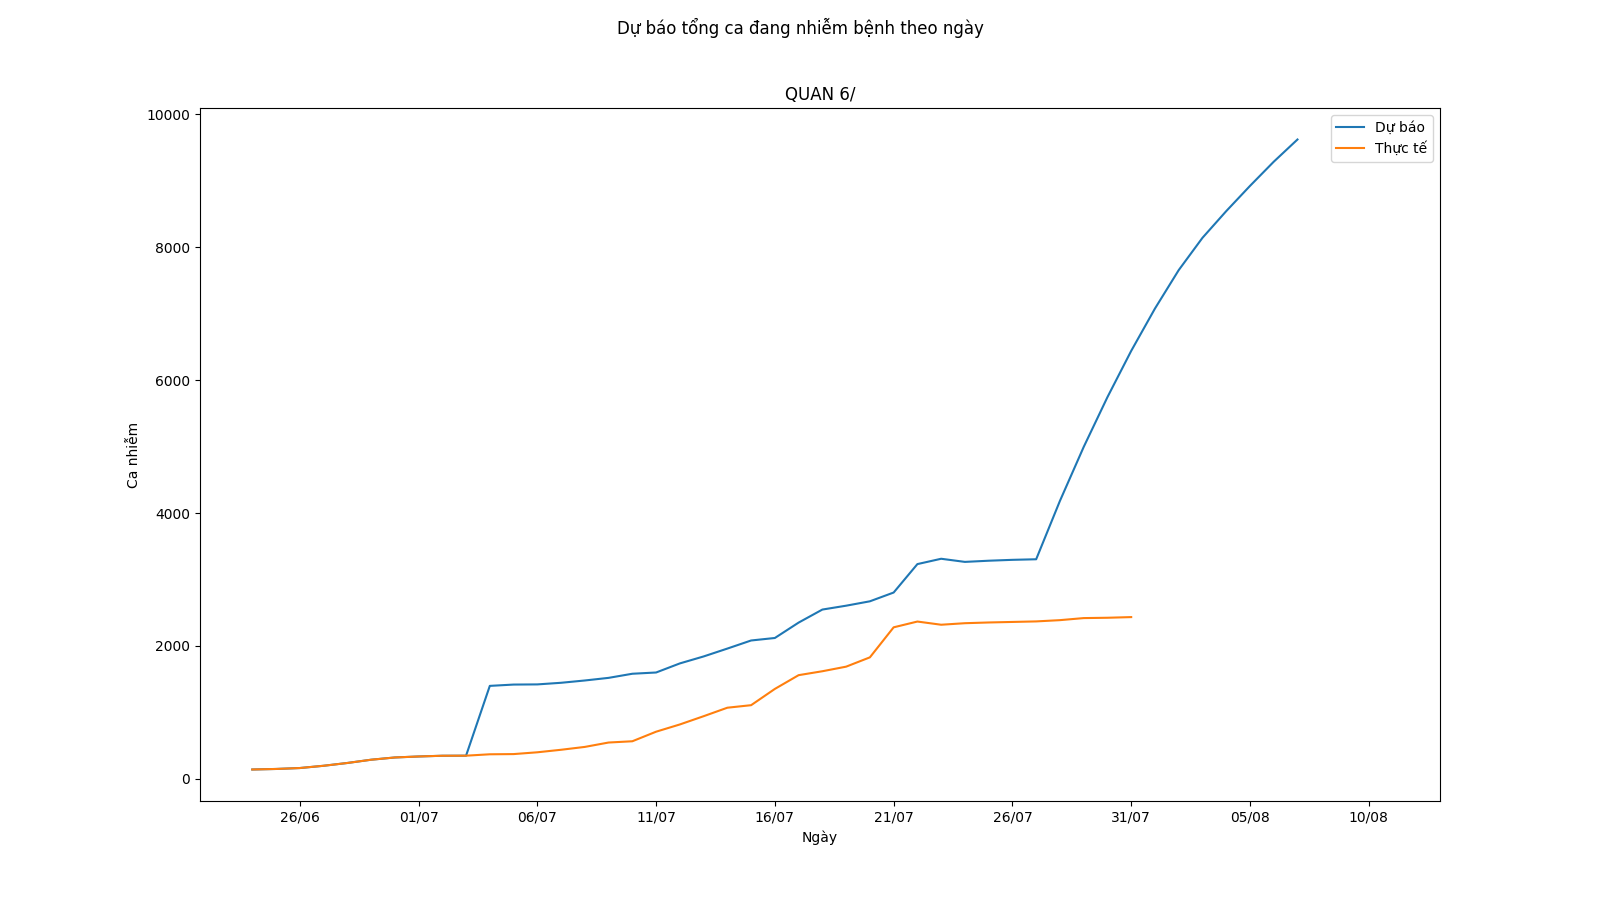 Dự báo tổng ca đang nhiễm bệnh theo ngày
QUAN 6/
10000
8000
6000
4000
2000
0
Ca nhiễm
Dự báo
Thực tế
26/06 01/07 06/07 11/07 16/07 21/07 26/07 31/07 05/08 10/08
Ngày